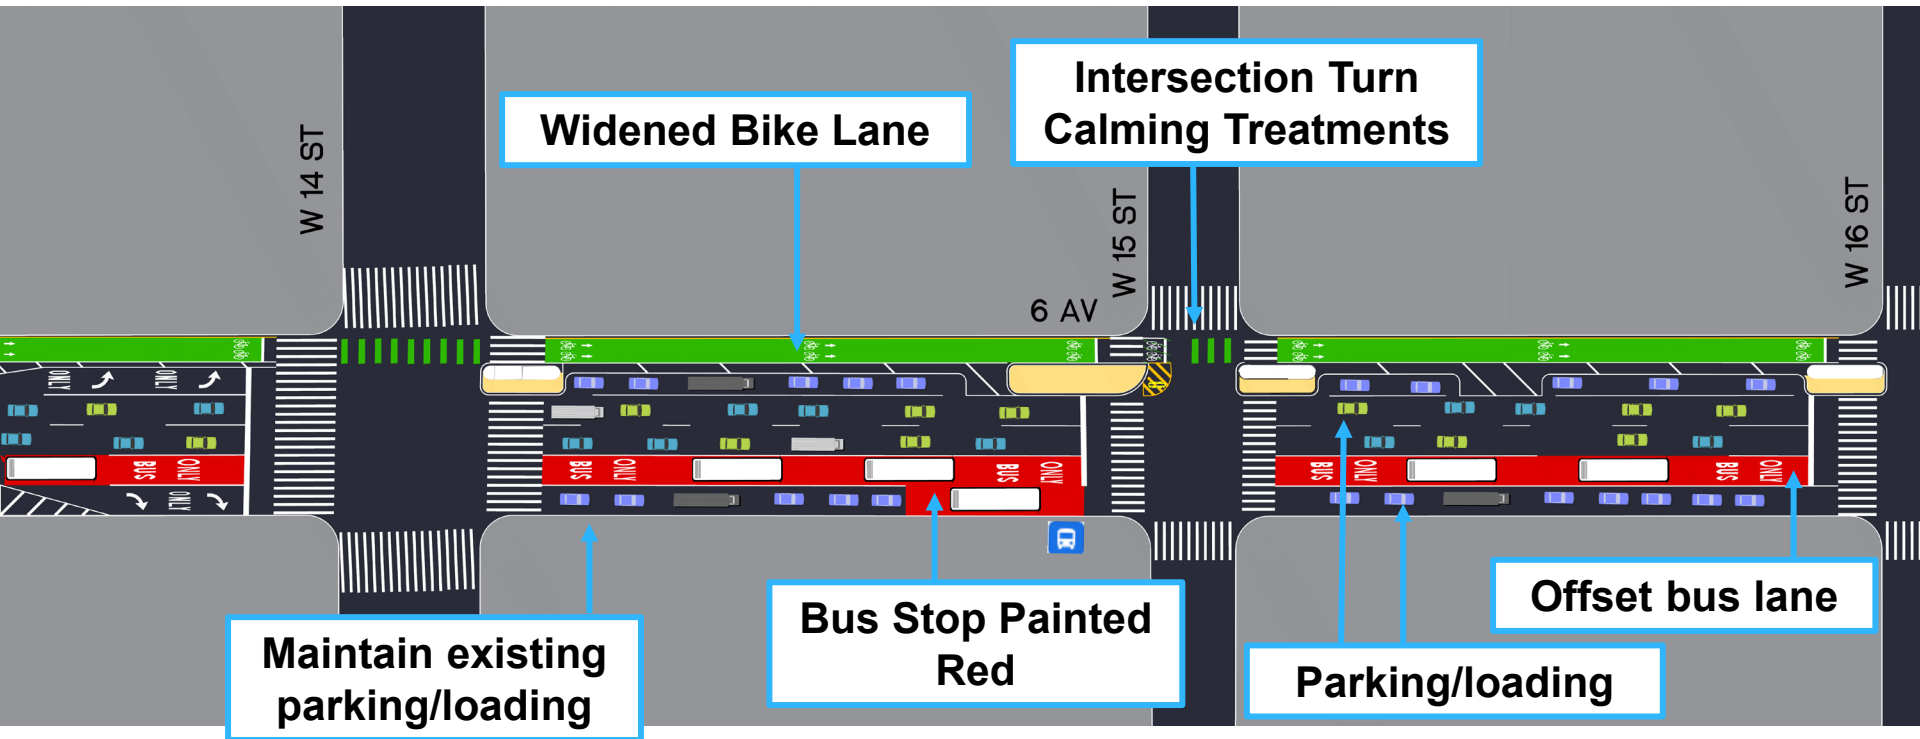 Intersection Turn
Calming Treatments
Widened Bike Lane
W 14 ST
W 15 ST
W 16 ST
6 AV
ONLY
ONLY
BUS
ONLY
ONLY
BUS
ONLY
BUS
ONLY
BUS
ONLY
BUS
ONLY
Maintain existing
parking/loading
Bus Stop Painted
Red
Parking/loading
Offset bus lane